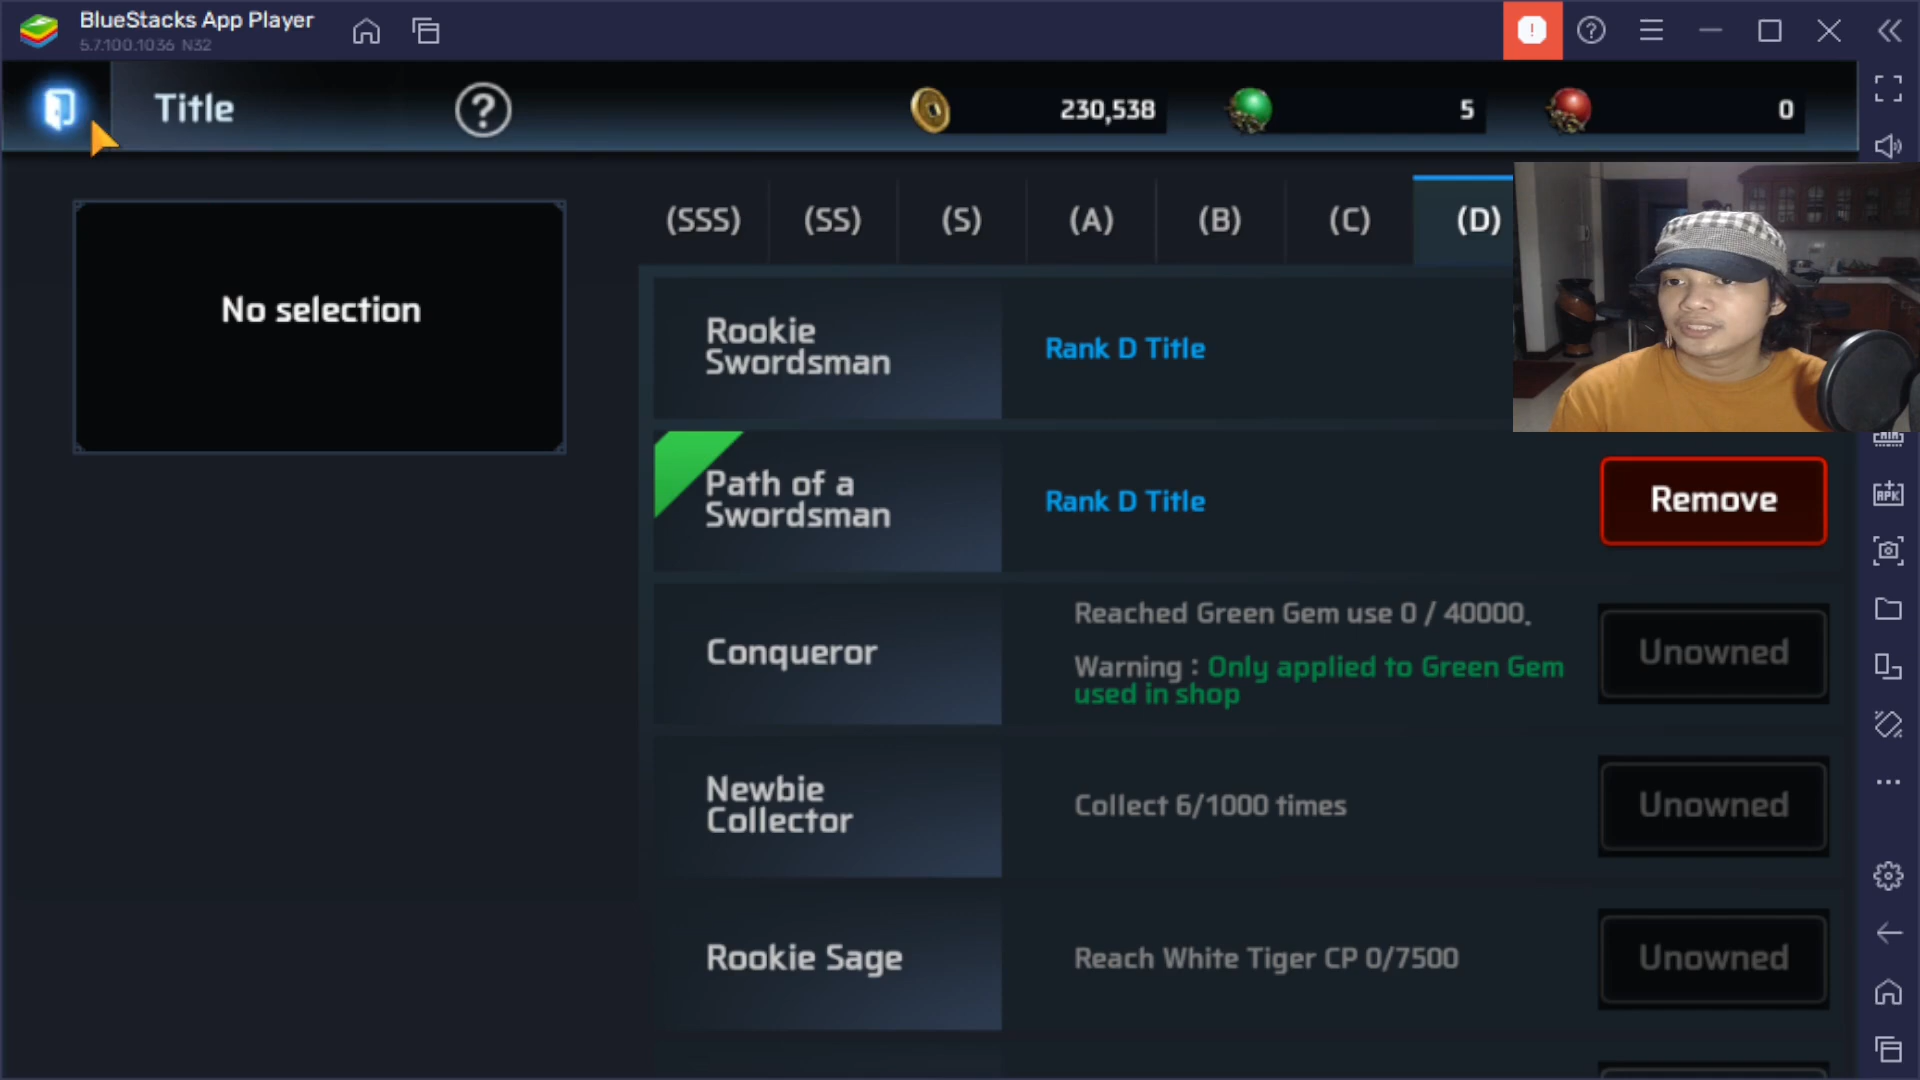 BlueStacks App Player
5.7.100.1036 N32
Title
230,538
5
0
(SSS)
(SS)
(S)
(A)
(B)
(C)
(D)
No selection
Rookie
Swordsman
Rank D Title
Path of a
Swordsman
Rank D Title
Remove
Conqueror
Reached Green Gem use 0 / 40000.
Warning : Only applied to Green Gem
used in shop
Unowned
Newbie
Collector
Collect 6/1000 times
Unowned
Rookie Sage
Reach White Tiger CP 0/7500
Unowned